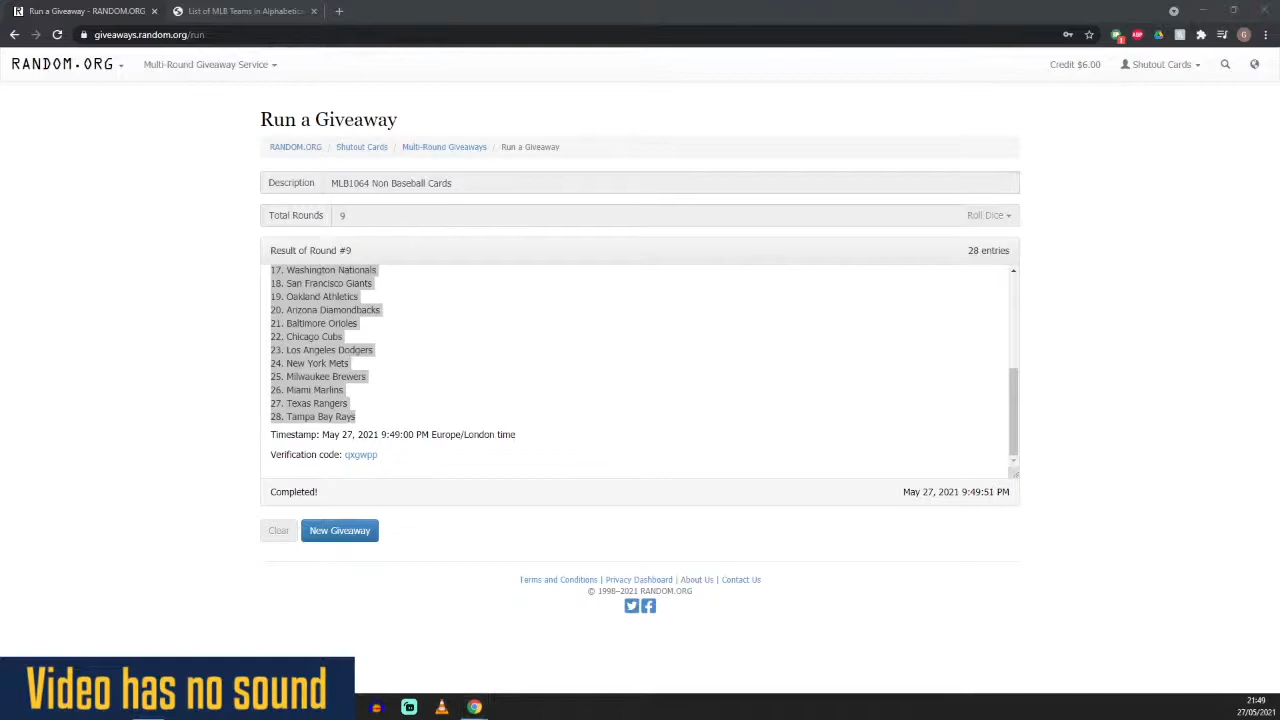 Run a Giveaway - RANDOM.ORG
List of MLB Teams in Alphabetica
giveaways.random.org/run
RANDOM.ORG
Multi-Round Giveaway Service
Credit $6.00
Shutout Cards
Run a Giveaway
RANDOM.ORG / Shutout Cards / Multi-Round Giveaways / Run a Giveaway
Description MLB1064 Non Baseball Cards
Total Rounds 9 Roll Dice
Result of Round #9 28 entries
17. Washington Nationals
18. San Francisco Giants
19. Oakland Athletics
20. Arizona Diamondbacks
21. Baltimore Orioles
22. Chicago Cubs
23. Los Angeles Dodgers
24. New York Mets
25. Milwaukee Brewers
26. Miami Marlins
27. Texas Rangers
28. Tampa Bay Rays
Timestamp: May 27, 2021 9:49:00 PM Europe/London time
Verification code: qxgwpp
Completed! May 27, 2021 9:49:51 PM
Clear New Giveaway
Terms and Conditions | Privacy Dashboard | About Us | Contact Us
© 1998–2021 RANDOM.ORG
Video has no sound
21:49
27/05/2021